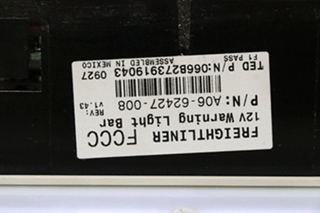 FREIGHTLINER
12V Warning Light Bar
FCCC
P/N: A06-62427-008
REV:
V1.43
TED P/N:066B273919043 0927
ASSEMBLED IN MEXICO
F1 PASS